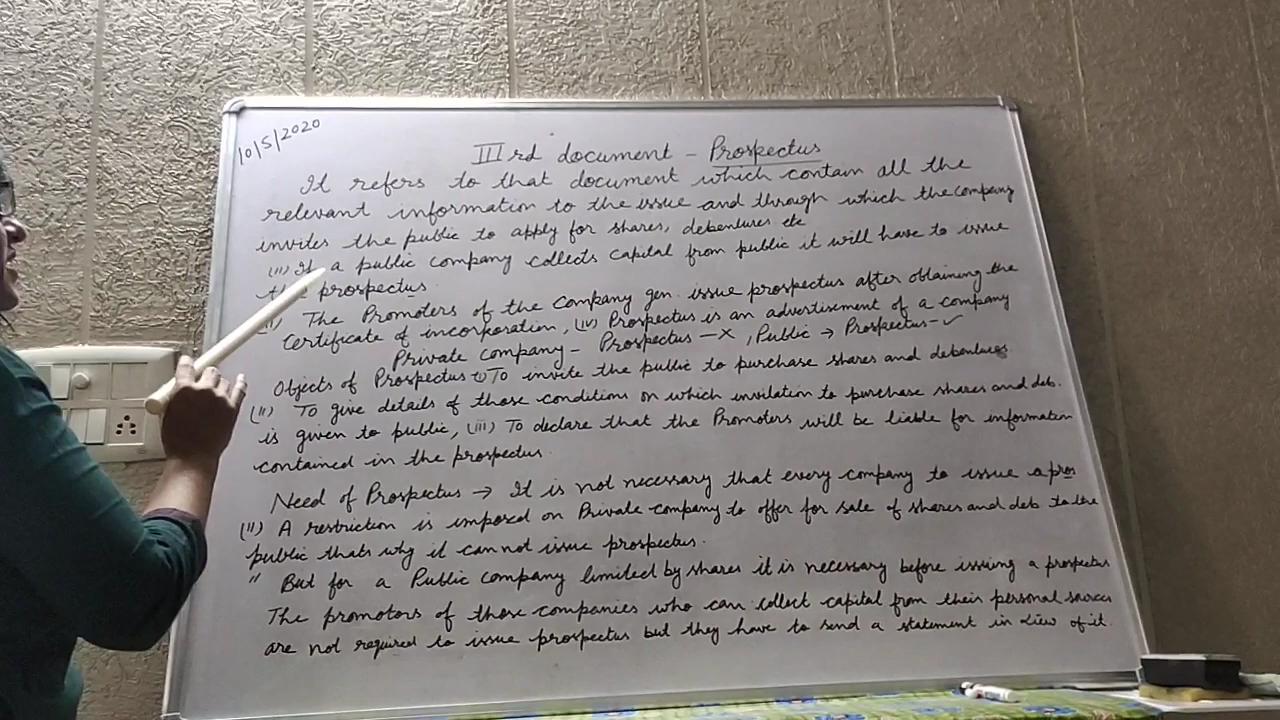 10/5/2020
IIIrd document - Prospectus
It refers to that document which contain all the
relevant information to the issue and through which the company
invites the public to apply for shares, debentures etc
(II) If a public company collects capital from public it will have to issue
the prospectus.
The Promoters of the Company gen. issue prospectus after obtaining the
Certificate of incorporation, (IV) Prospectus is an advertisement of a company
Private company - Prospectus - X, Public → Prospectus - ✓
Objects of Prospectus (i) To invite the public to purchase shares and debentures
(II) To give details of those conditions on which invitation to purchase shares and deb.
is given to public, (iii) To declare that the Promoters will be liable for information
contained in the prospectus.
Need of Prospectus → It is not necessary that every company to issue a pros
(II) A restriction is imposed on Private company to offer for sale of shares and deb to the
public thats why it can not issue prospectus.
" But for a Public company limited by shares it is necessary before issuing a prospectus
The promotors of those companies who can collect capital from their personal sources
are not required to issue prospectus but they have to send a statement in liew of it.